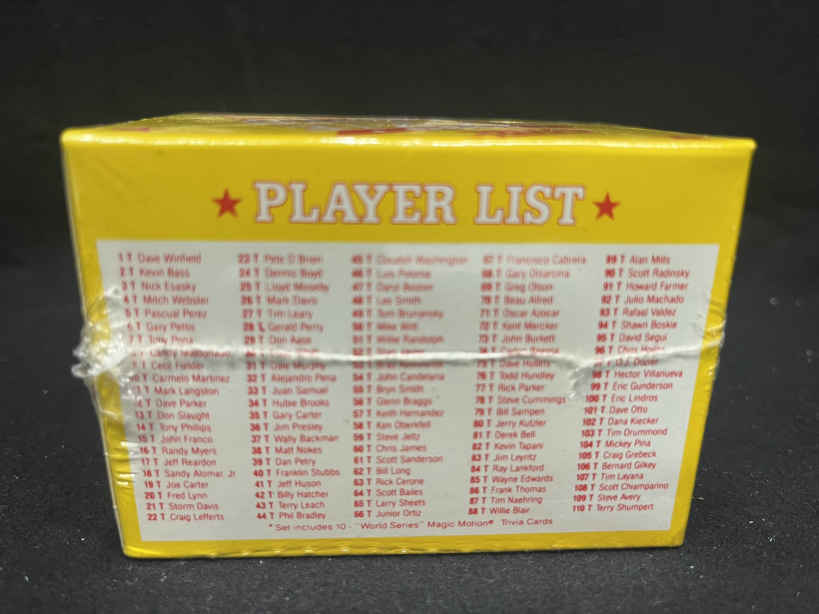 ★ PLAYER LIST ★
1 T Dave Winfield
2 T Kevin Bass
3 T Nick Esasky
4 T Mitch Webster
5 T Pascual Perez
6 T Gary Pettis
7 T Tony Pena
10 T Carmelo Martinez
11 T Mark Langston
12 T Dave Parker
13 T Don Slaught
14 T Tony Phillips
15 T John Franco
16 T Randy Myers
17 T Jeff Reardon
18 T Sandy Alomar, Jr
19 T Joe Carter
20 T Fred Lynn
21 T Storm Davis
22 T Craig Lefferts
23 T Pete O'Brien
24 T Dennis Boyd
25 T Lloyd Moseby
26 T Mark Davis
27 T Tim Leary
28 T Gerald Perry
29 T Don Aase
31 T Dale Murphy
32 T Alejandro Pena
33 T Juan Samuel
34 T Hubie Brooks
35 T Gary Carter
36 T Jim Presley
37 T Wally Backman
38 T Matt Nokes
39 T Dan Petry
40 T Franklin Stubbs
41 T Jeff Huson
42 T Billy Hatcher
43 T Terry Leach
44 T Phil Bradley
45 T Claudell Washington
46 T Luis Polonia
47 T Daryl Boston
48 T Lee Smith
49 T Tom Brunansky
50 T Mike Witt
51 T Willie Randolph
54 T John Candelaria
55 T Bryn Smith
56 T Glenn Braggs
57 T Keith Hernandez
58 T Ken Oberkfell
59 T Steve Jeltz
60 T Chris James
61 T Scott Sanderson
62 T Bill Long
63 T Rick Cerone
64 T Scott Bailes
65 T Larry Sheets
66 T Junior Ortiz
67 T Francisco Cabrera
68 T Gary DiSarcina
69 T Greg Olson
70 T Beau Allred
71 T Oscar Azocar
72 T Kent Mercker
73 T John Burkett
75 T Dave Hollins
76 T Todd Hundley
77 T Rick Parker
78 T Steve Cummings
79 T Bill Sampen
80 T Jerry Kutzler
81 T Derek Bell
82 T Kevin Tapani
83 T Jim Leyritz
84 T Ray Lankford
85 T Wayne Edwards
86 T Frank Thomas
87 T Tim Naehring
88 T Willie Blair
89 T Alan Mills
90 T Scott Radinsky
91 T Howard Farmer
92 T Julio Machado
93 T Rafael Valdez
94 T Shawn Boskie
95 T David Segui
96 T Chris Hoiles
97 T D.J. Dozier
98 T Hector Villanueva
99 T Eric Gunderson
100 T Eric Lindros
101 T Dave Otto
102 T Dana Kiecker
103 T Tim Drummond
104 T Mickey Pina
105 T Craig Grebeck
106 T Bernard Gilkey
107 T Tim Layana
108 T Scott Chiamparino
109 T Steve Avery
110 T Terry Shumpert
* Set includes 10 - "World Series" Magic Motion® Trivia Cards